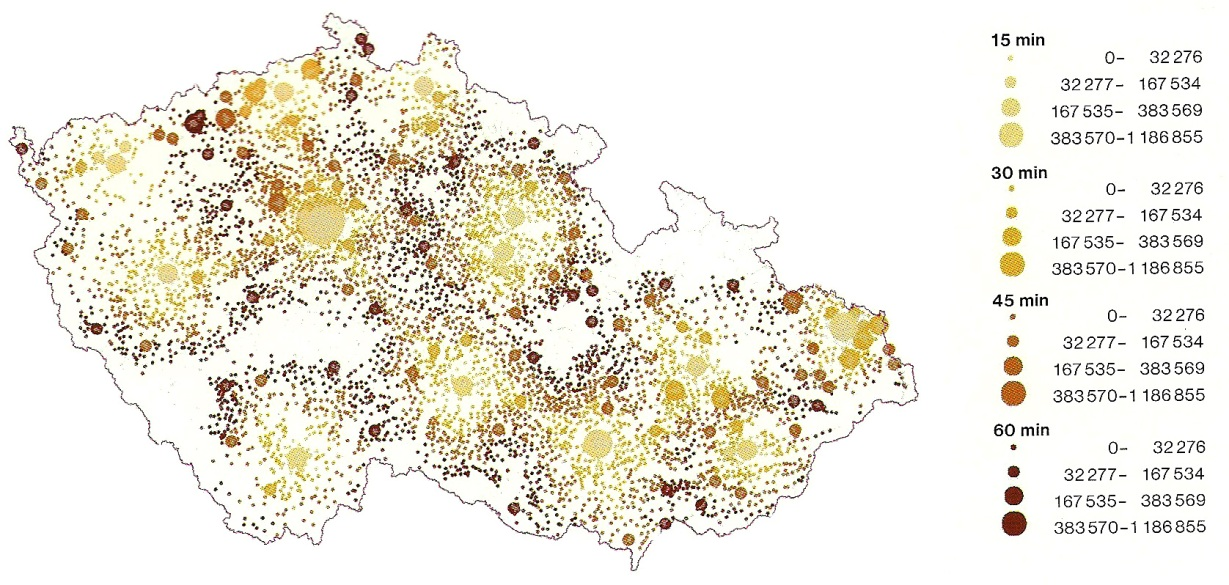 15 min
0– 32 276
32 277– 167 534
167 535– 383 569
383 570–1 186 855
30 min
0– 32 276
32 277– 167 534
167 535– 383 569
383 570–1 186 855
45 min
0– 32 276
32 277– 167 534
167 535– 383 569
383 570–1 186 855
60 min
0– 32 276
32 277– 167 534
167 535– 383 569
383 570–1 186 855